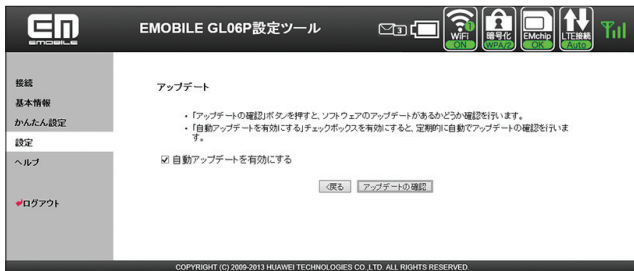 EM
EMOBILE
EMOBILE GL06P設定ツール
3
WiFi
ON
暗号化
WPA/2
EMchip
OK
LTE接続
Auto
接続
基本情報
かんたん設定
設定
ヘルプ
ログアウト
アップデート
・「アップデートの確認」ボタンを押すと、ソフトウェアのアップデートがあるかどうか確認を行います。
・「自動アップデートを有効にする」チェックボックスを有効にすると、定期的に自動でアップデートの確認を行いま
す。
自動アップデートを有効にする
<戻る
アップデートの確認
COPYRIGHT (C) 2009-2013 HUAWEI TECHNOLOGIES CO.,LTD. ALL RIGHTS RESERVED.